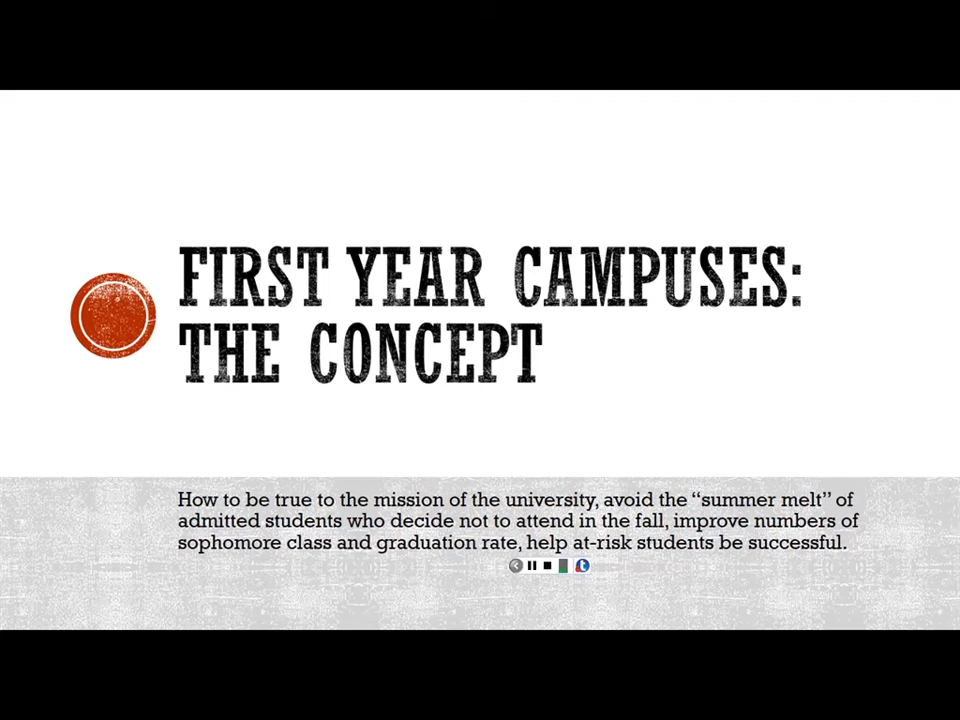 FIRST YEAR CAMPUSES:
THE CONCEPT
How to be true to the mission of the university, avoid the “summer melt” of
admitted students who decide not to attend in the fall, improve numbers of
sophomore class and graduation rate, help at-risk students be successful.
t